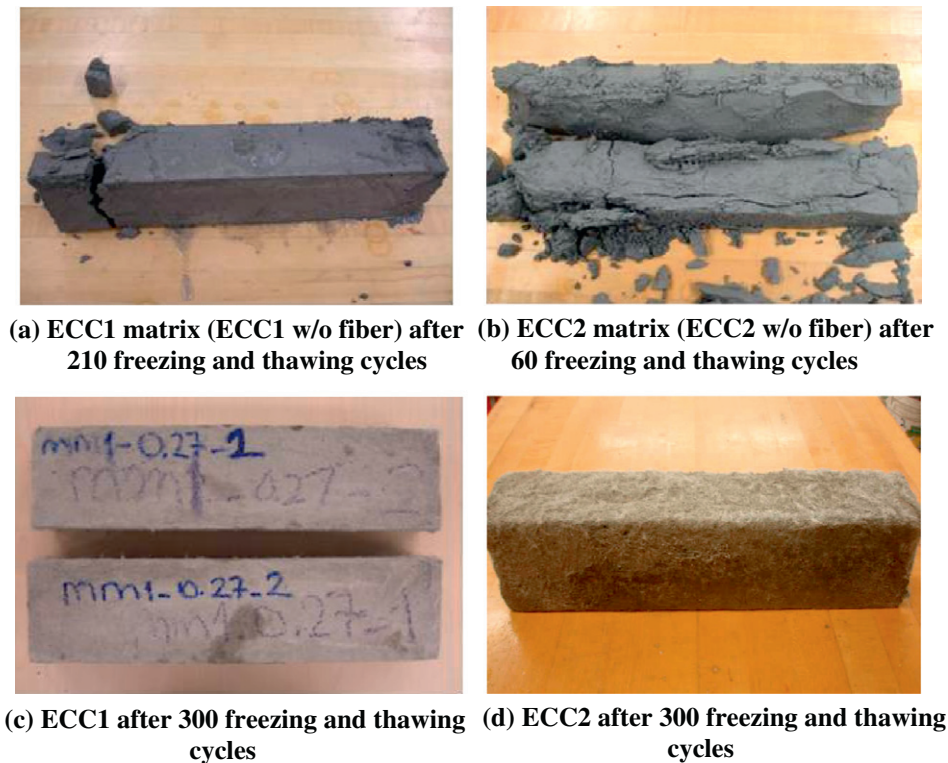 (a) ECC1 matrix (ECC1 w/o fiber) after
210 freezing and thawing cycles
(b) ECC2 matrix (ECC2 w/o fiber) after
60 freezing and thawing cycles
mm1-0.27-1
mm1-0.27-2
mm1-0.27-2
mm1-0.27-1
(c) ECC1 after 300 freezing and thawing
cycles
(d) ECC2 after 300 freezing and thawing
cycles